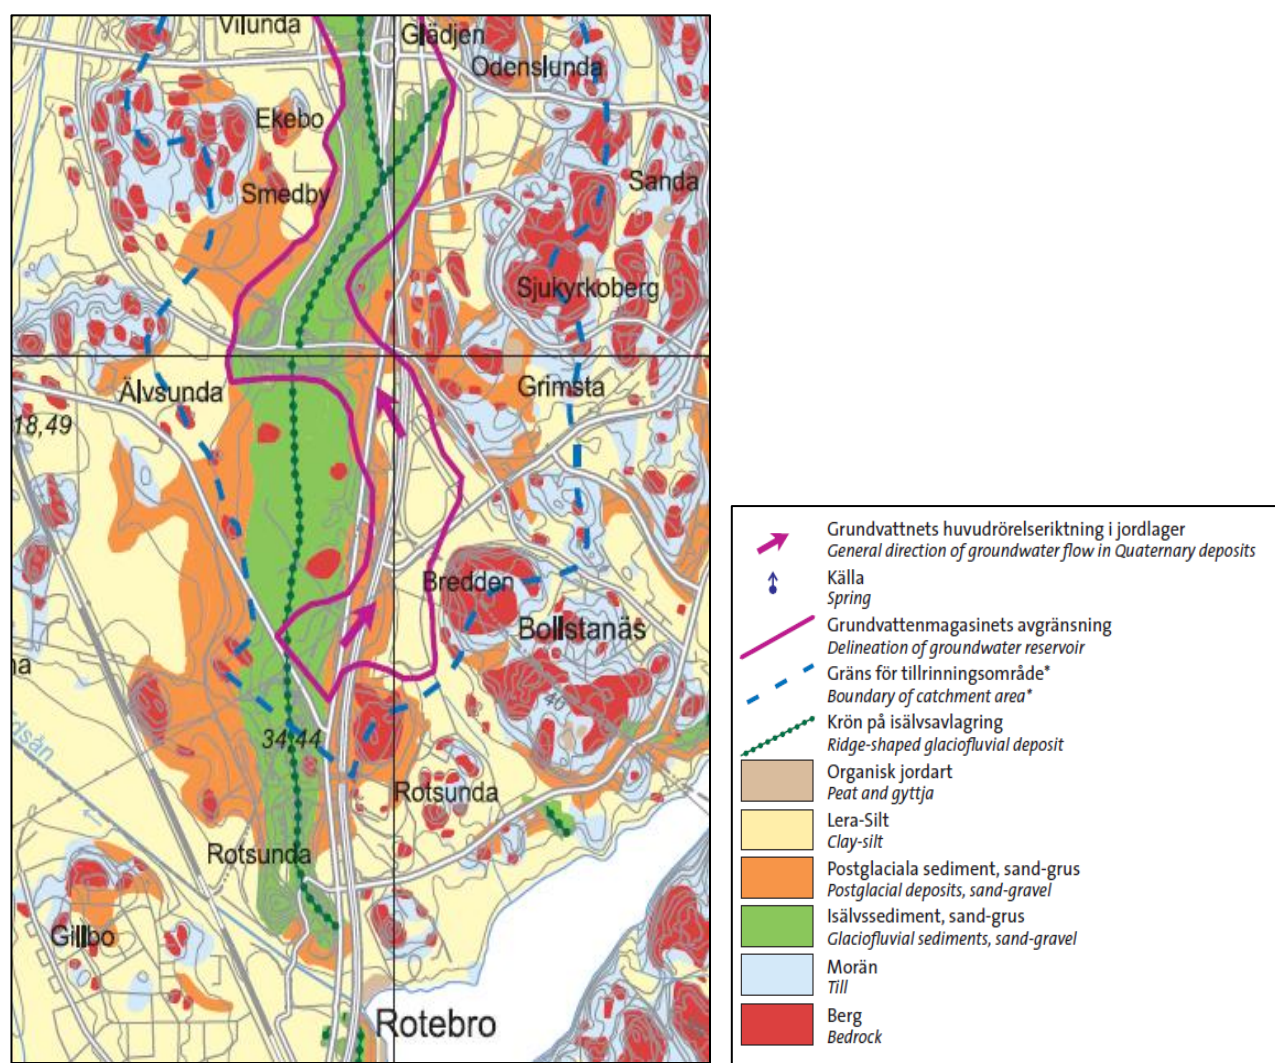 Vilunda
Glädjen
Odenslunda
Ekebo
Smedby
Sanda
Sjukyrkoberg
Älvsunda
Grimsta
18,49
Bredden
Bollstanäs
na
40
34,44
Rotsunda
Rotsunda
Gillbo
Rotebro
Grundvattnets huvudrörelseriktning i jordlager
General direction of groundwater flow in Quaternary deposits
Källa
Spring
Grundvattenmagasinets avgränsning
Delineation of groundwater reservoir
Gräns för tillrinningsområde*
Boundary of catchment area*
Krön på isälvsavlagring
Ridge-shaped glaciofluvial deposit
Organisk jordart
Peat and gyttja
Lera-Silt
Clay-silt
Postglaciala sediment, sand-grus
Postglacial deposits, sand-gravel
Isälvssediment, sand-grus
Glaciofluvial sediments, sand-gravel
Morän
Till
Berg
Bedrock